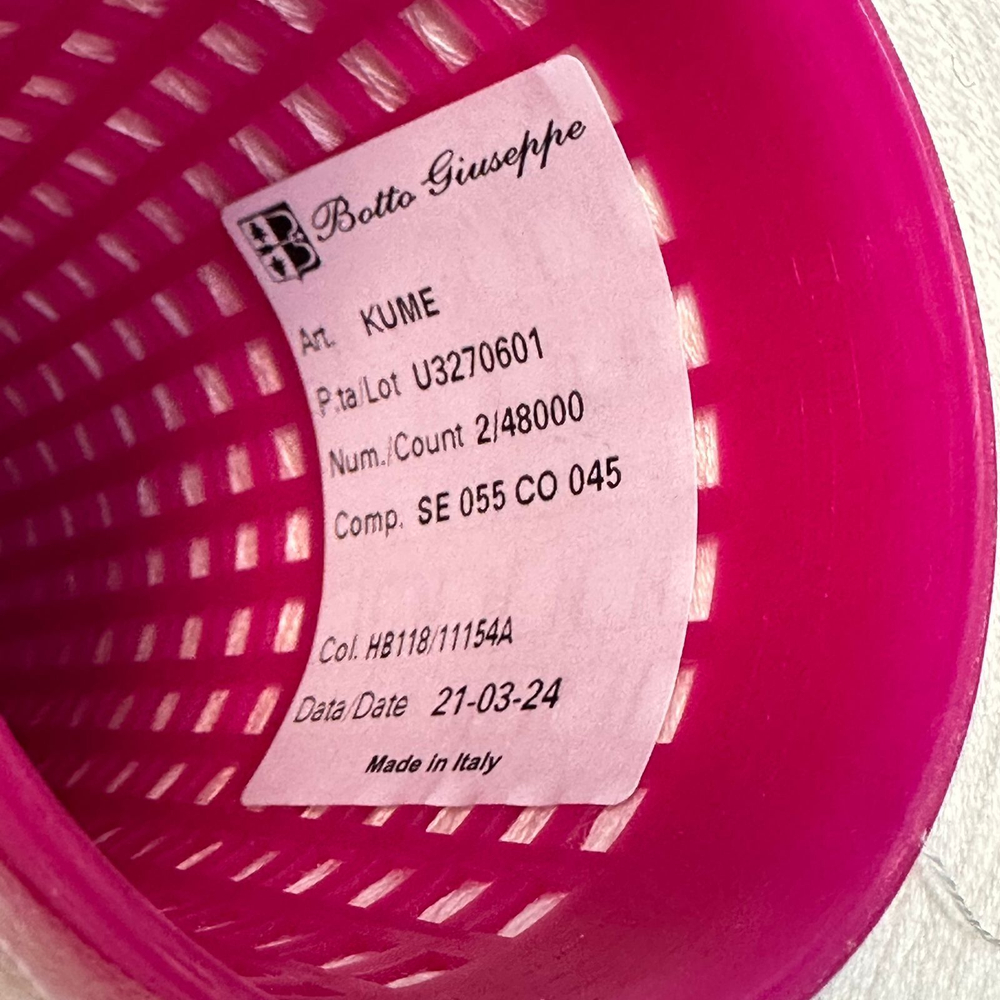 Botto Giuseppe
Art. KUME
P.ta/Lot U3270601
Num./Count 2/48000
Comp. SE 055 CO 045
Col. HB118/11154A
Data/Date 21-03-24
Made in Italy